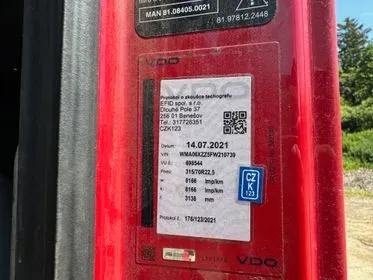 MAN 81.08405.0021
81.97812.2448
VDO
Protokol o zkoušce tachografu
EFID spol. s r.o.
Dlouhé Pole 37
256 01 Benešov
Tel.: 317726351
CZK123
Datum: 14.07.2021
VIN: WMA06XZZ5FW210739
V.č.: 698544
Pneu: 315/70R22,5
w 8166 Imp/km
k 8166 Imp/km
l 3138 mm
CZ
K
123
Protokol č. 176/123/2021
VDO